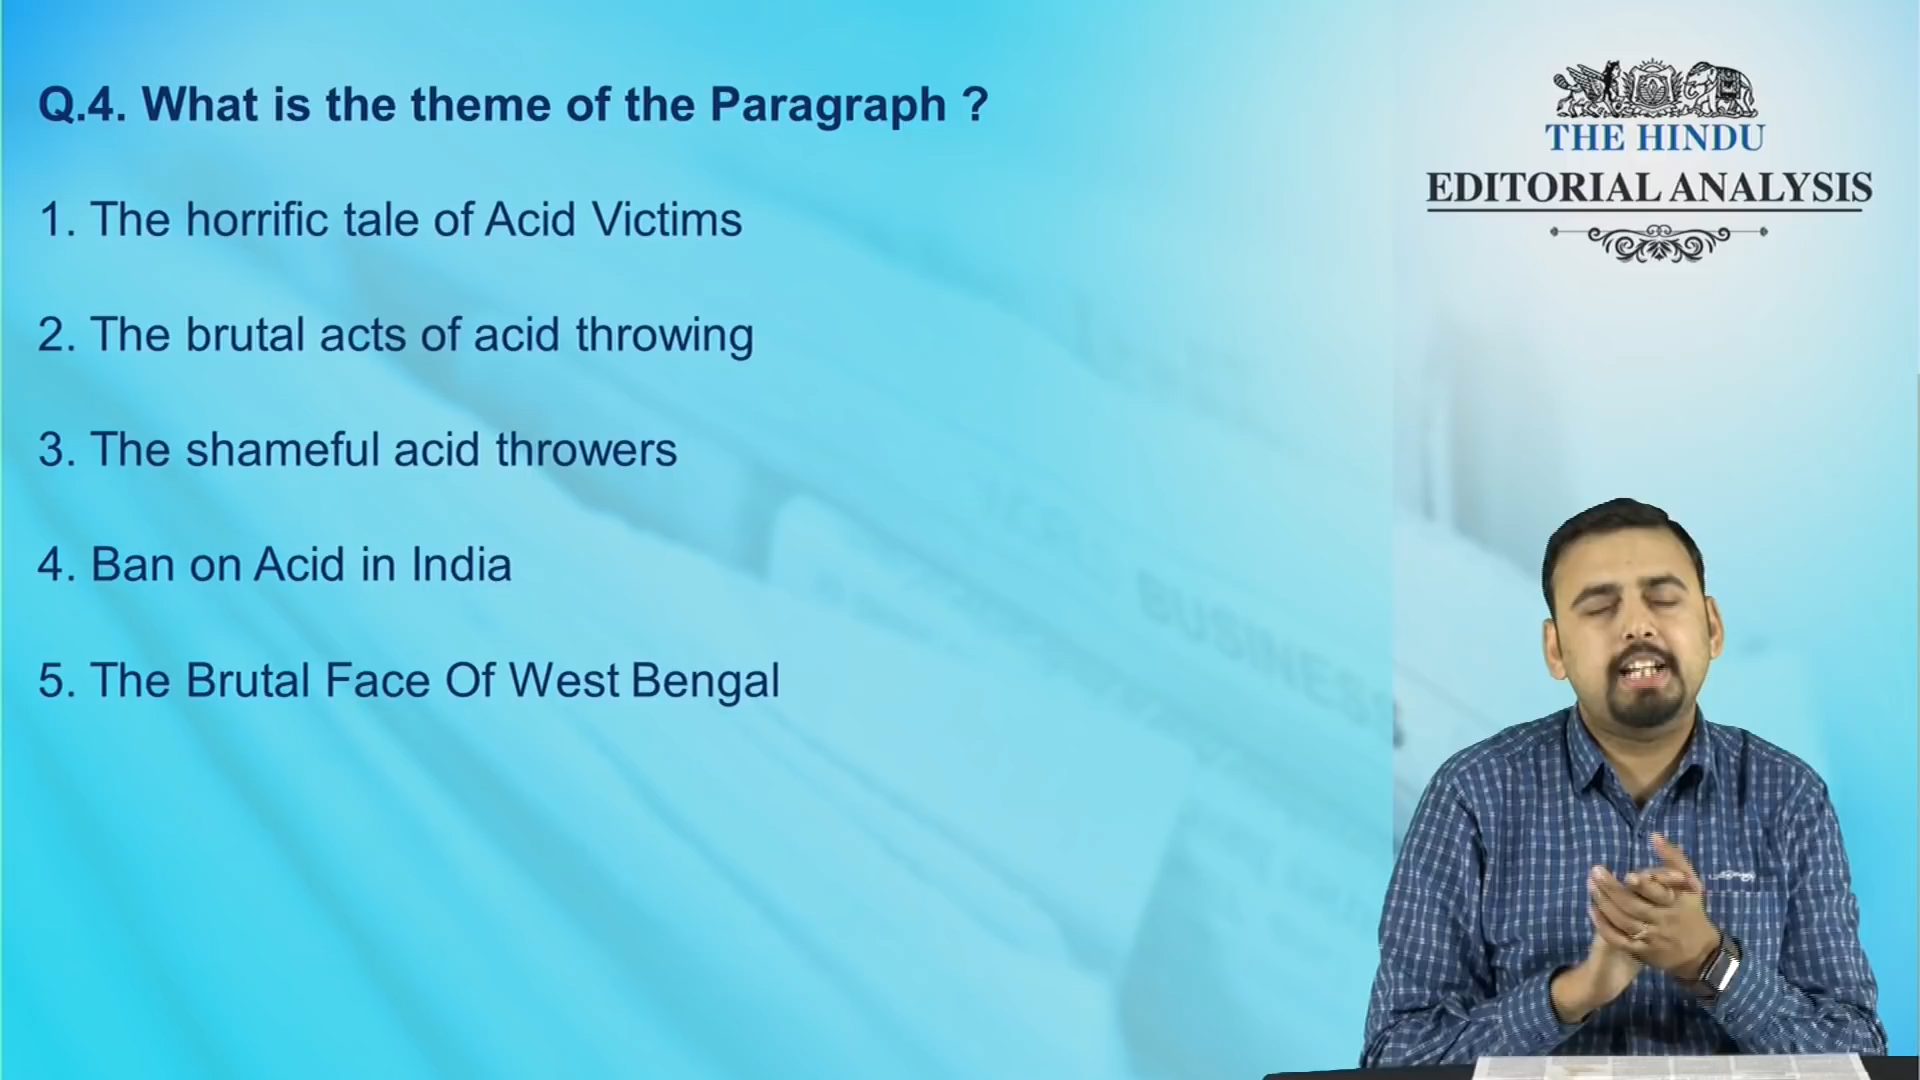 Q.4. What is the theme of the Paragraph ?
1. The horrific tale of Acid Victims
2. The brutal acts of acid throwing
3. The shameful acid throwers
4. Ban on Acid in India
5. The Brutal Face Of West Bengal
THE HINDU
EDITORIAL ANALYSIS
BUSINESS